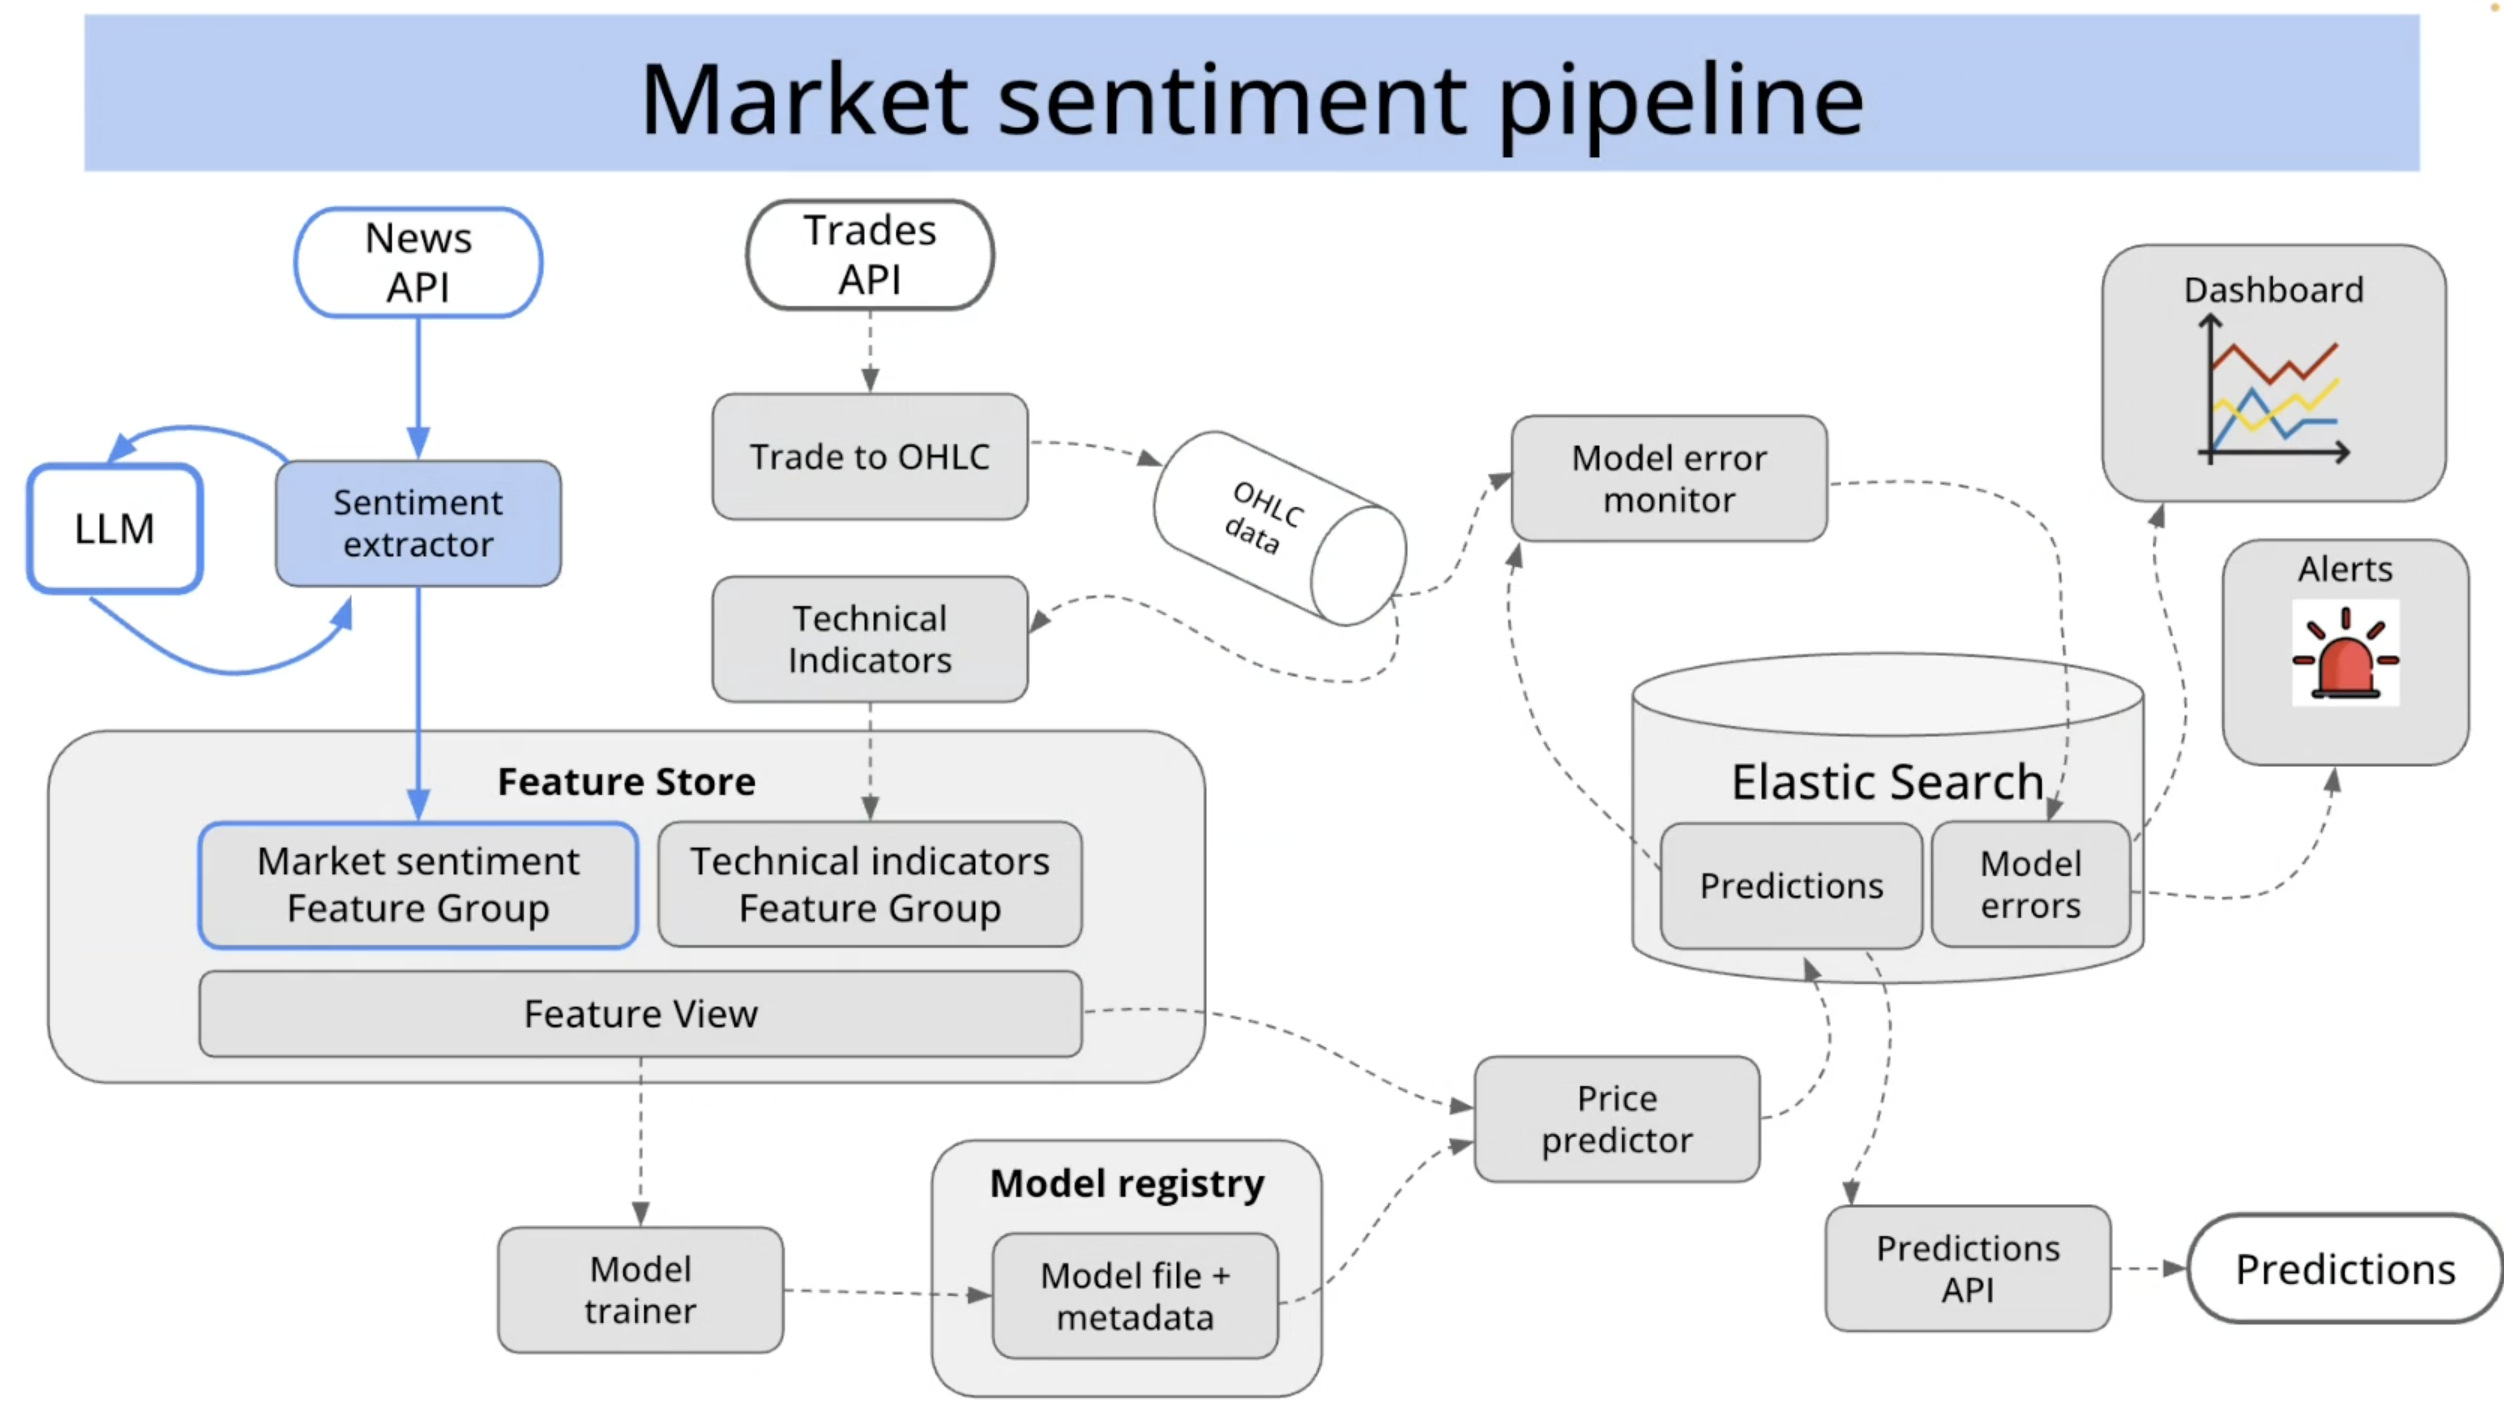 Market sentiment pipeline
News
API
Trades
API
Dashboard
Trade to OHLC
OHLC
data
Model error
monitor
LLM
Sentiment
extractor
Alerts
Technical
Indicators
Feature Store
Elastic Search
Market sentiment
Feature Group
Technical indicators
Feature Group
Predictions
Model
errors
Feature View
Price
predictor
Model registry
Model
trainer
Model file +
metadata
Predictions
API
Predictions